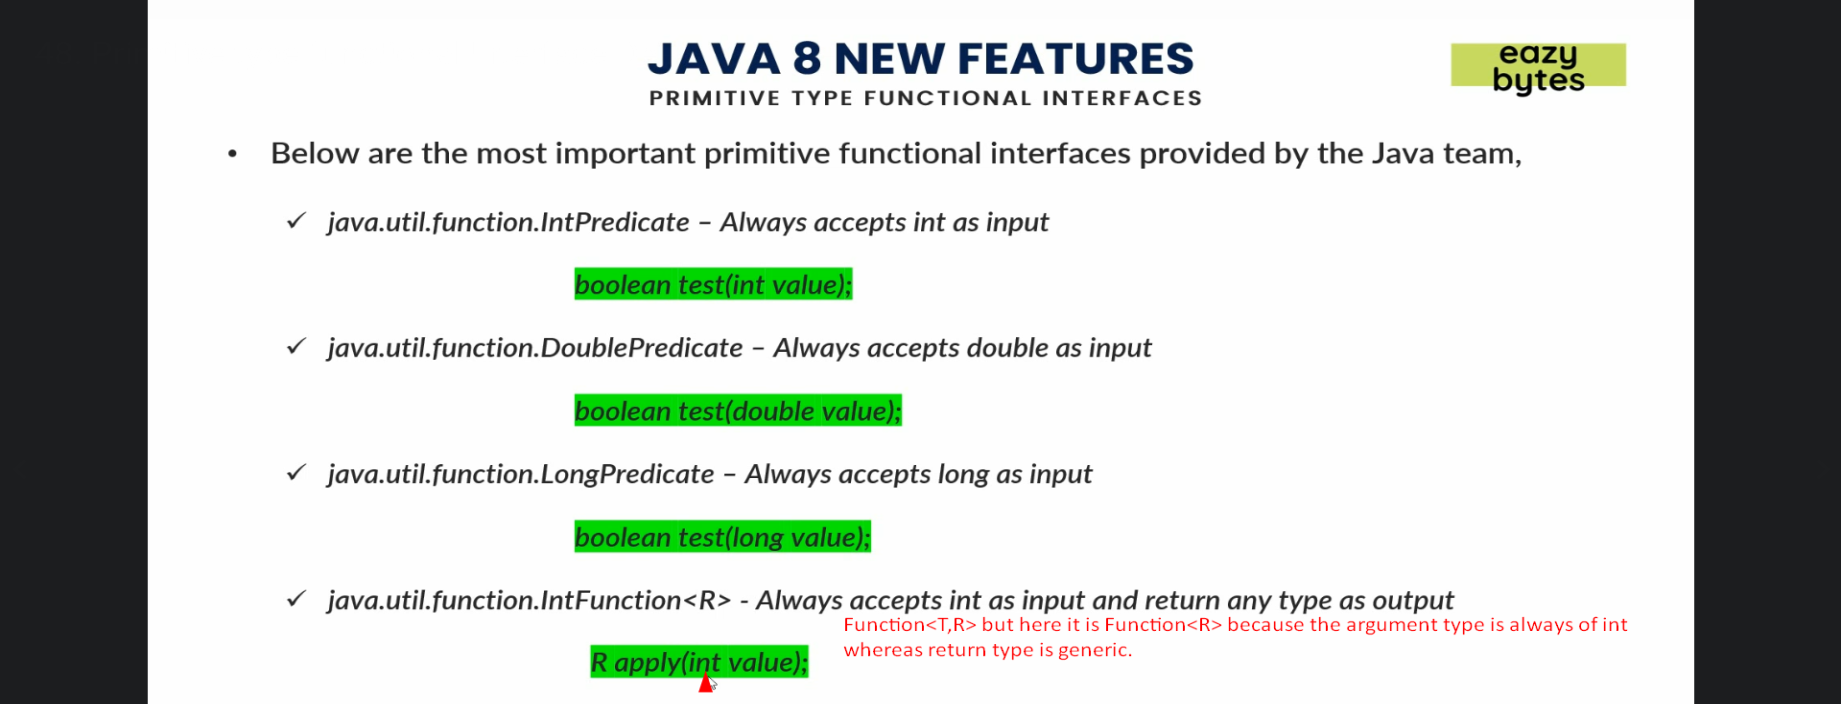 JAVA 8 NEW FEATURES
eazy
bytes
PRIMITIVE TYPE FUNCTIONAL INTERFACES
• Below are the most important primitive functional interfaces provided by the Java team,
✓ java.util.function.IntPredicate – Always accepts int as input
boolean test(int value);
✓ java.util.function.DoublePredicate – Always accepts double as input
boolean test(double value);
✓ java.util.function.LongPredicate – Always accepts long as input
boolean test(long value);
✓ java.util.function.IntFunction<R> - Always accepts int as input and return any type as output
Function<T,R> but here it is Function<R> because the argument type is always of int
whereas return type is generic.
R apply(int value);